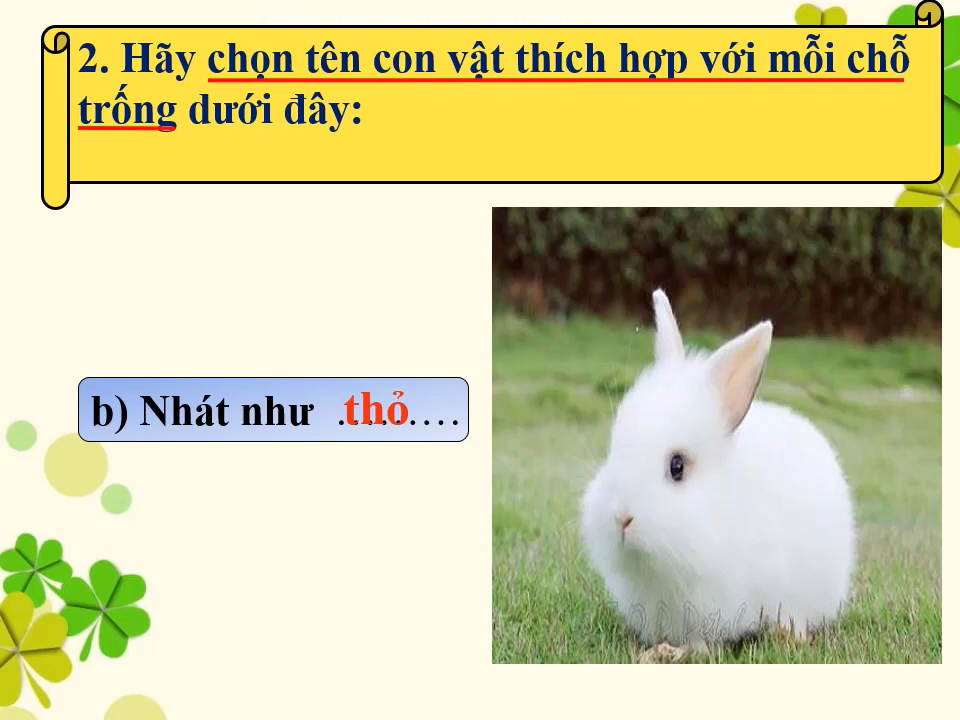 2. Hãy chọn tên con vật thích hợp với mỗi chỗ
trống dưới đây:
b) Nhát như thỏ.........